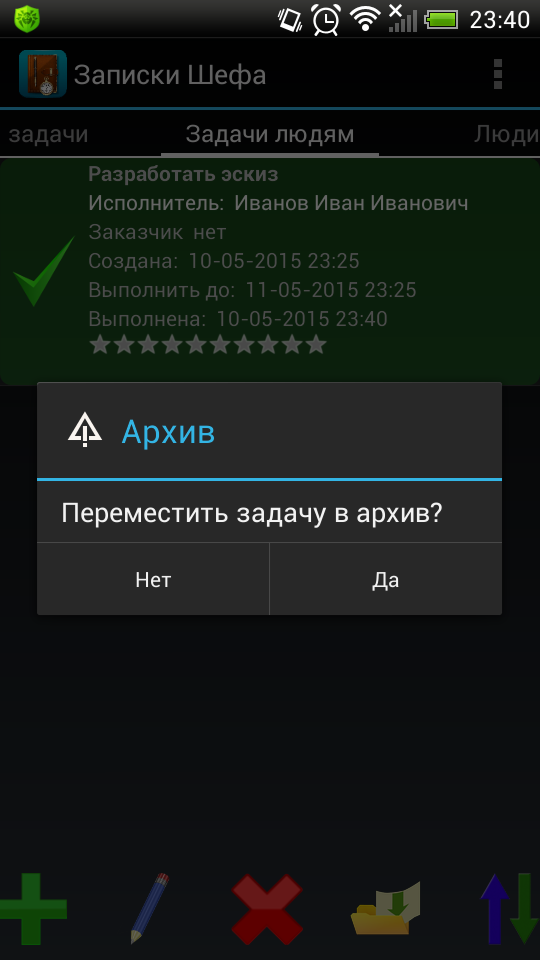 23:40
Записки Шефа
задачи
Задачи людям
Люди
Разработать эскиз
Исполнитель: Иванов Иван Иванович
Заказчик нет
Создана: 10-05-2015 23:25
Выполнить до: 11-05-2015 23:25
Выполнена: 10-05-2015 23:40
Архив
Переместить задачу в архив?
Нет
Да